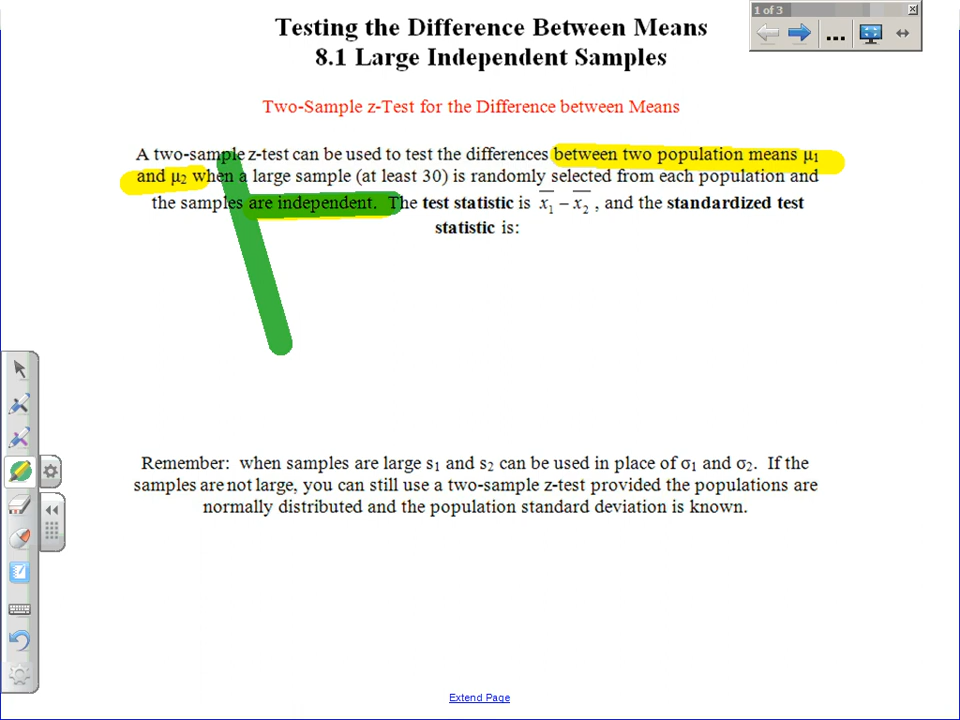 Testing the Difference Between Means
8.1 Large Independent Samples
1 of 3
Two-Sample z-Test for the Difference between Means
A two-sample z-test can be used to test the differences between two population means μ₁
and μ₂ when a large sample (at least 30) is randomly selected from each population and
the samples are independent. The test statistic is x̄₁ − x̄₂ , and the standardized test
statistic is:
Remember: when samples are large s₁ and s₂ can be used in place of σ₁ and σ₂. If the
samples are not large, you can still use a two-sample z-test provided the populations are
normally distributed and the population standard deviation is known.
Extend Page